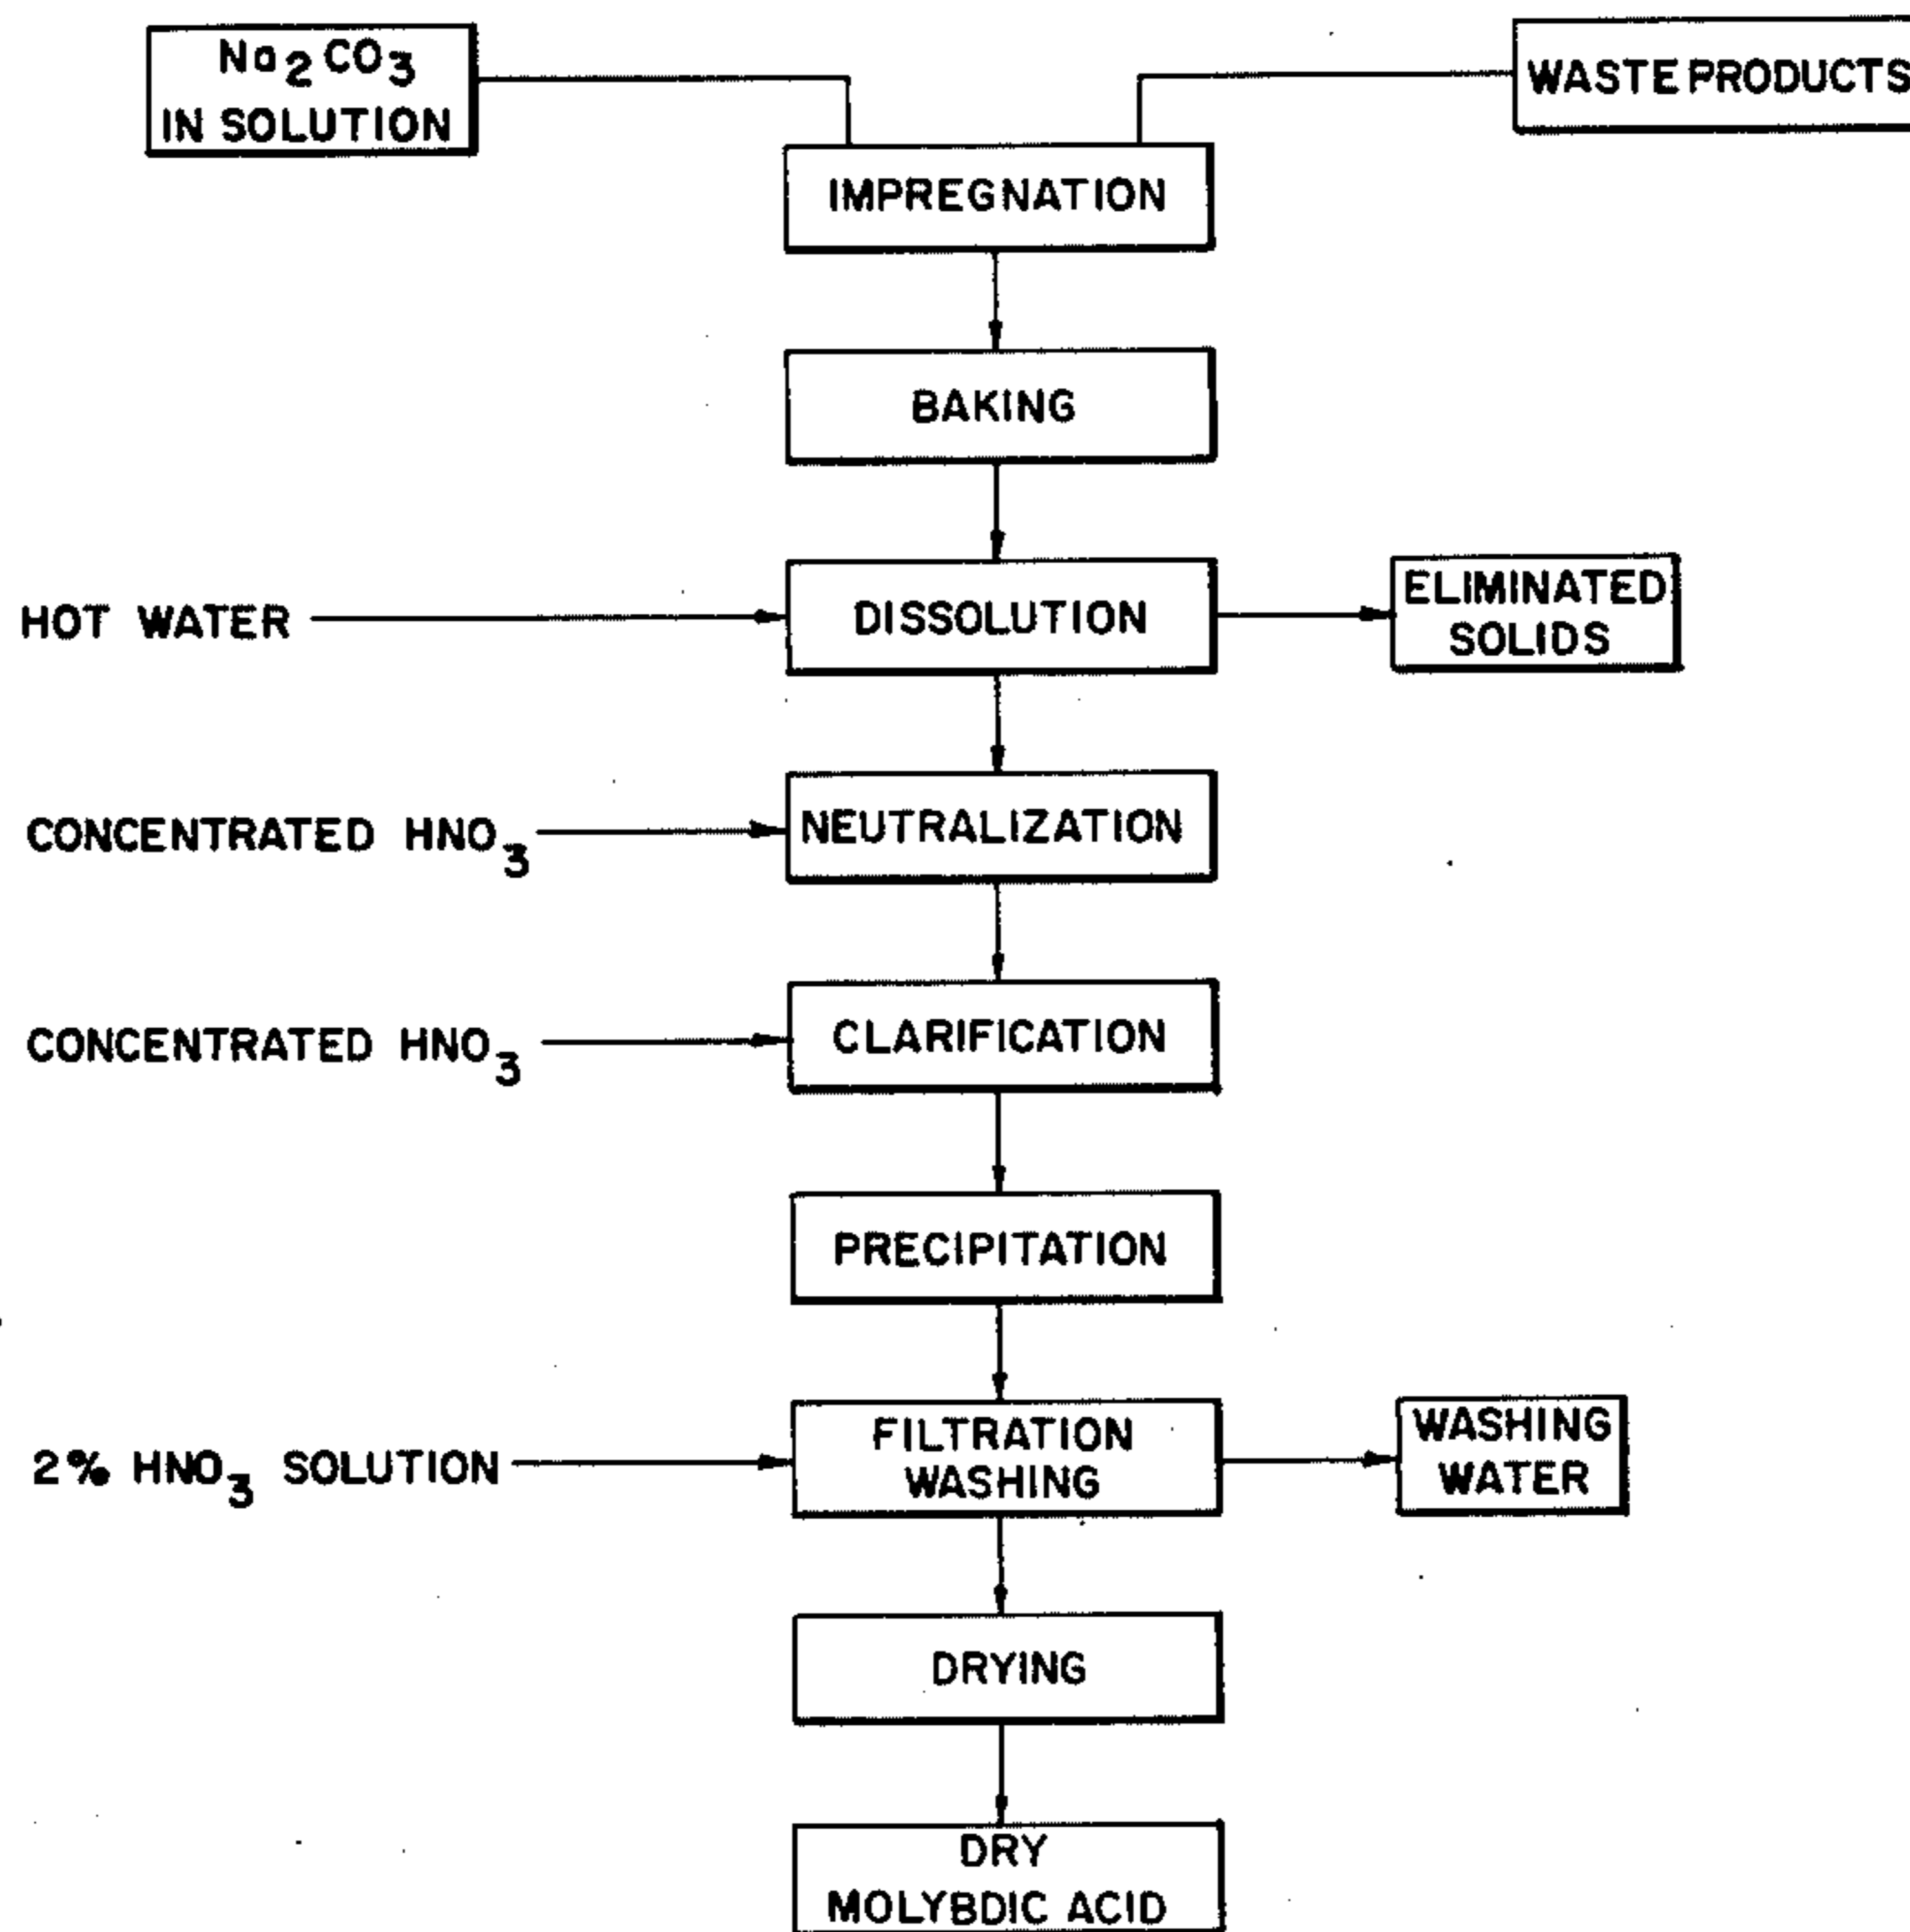 Na₂CO₃
IN SOLUTION
WASTE PRODUCTS
IMPREGNATION
BAKING
HOT WATER
DISSOLUTION
ELIMINATED
SOLIDS
CONCENTRATED HNO₃
NEUTRALIZATION
CONCENTRATED HNO₃
CLARIFICATION
PRECIPITATION
2% HNO₃ SOLUTION
FILTRATION
WASHING
WASHING
WATER
DRYING
DRY
MOLYBDIC ACID